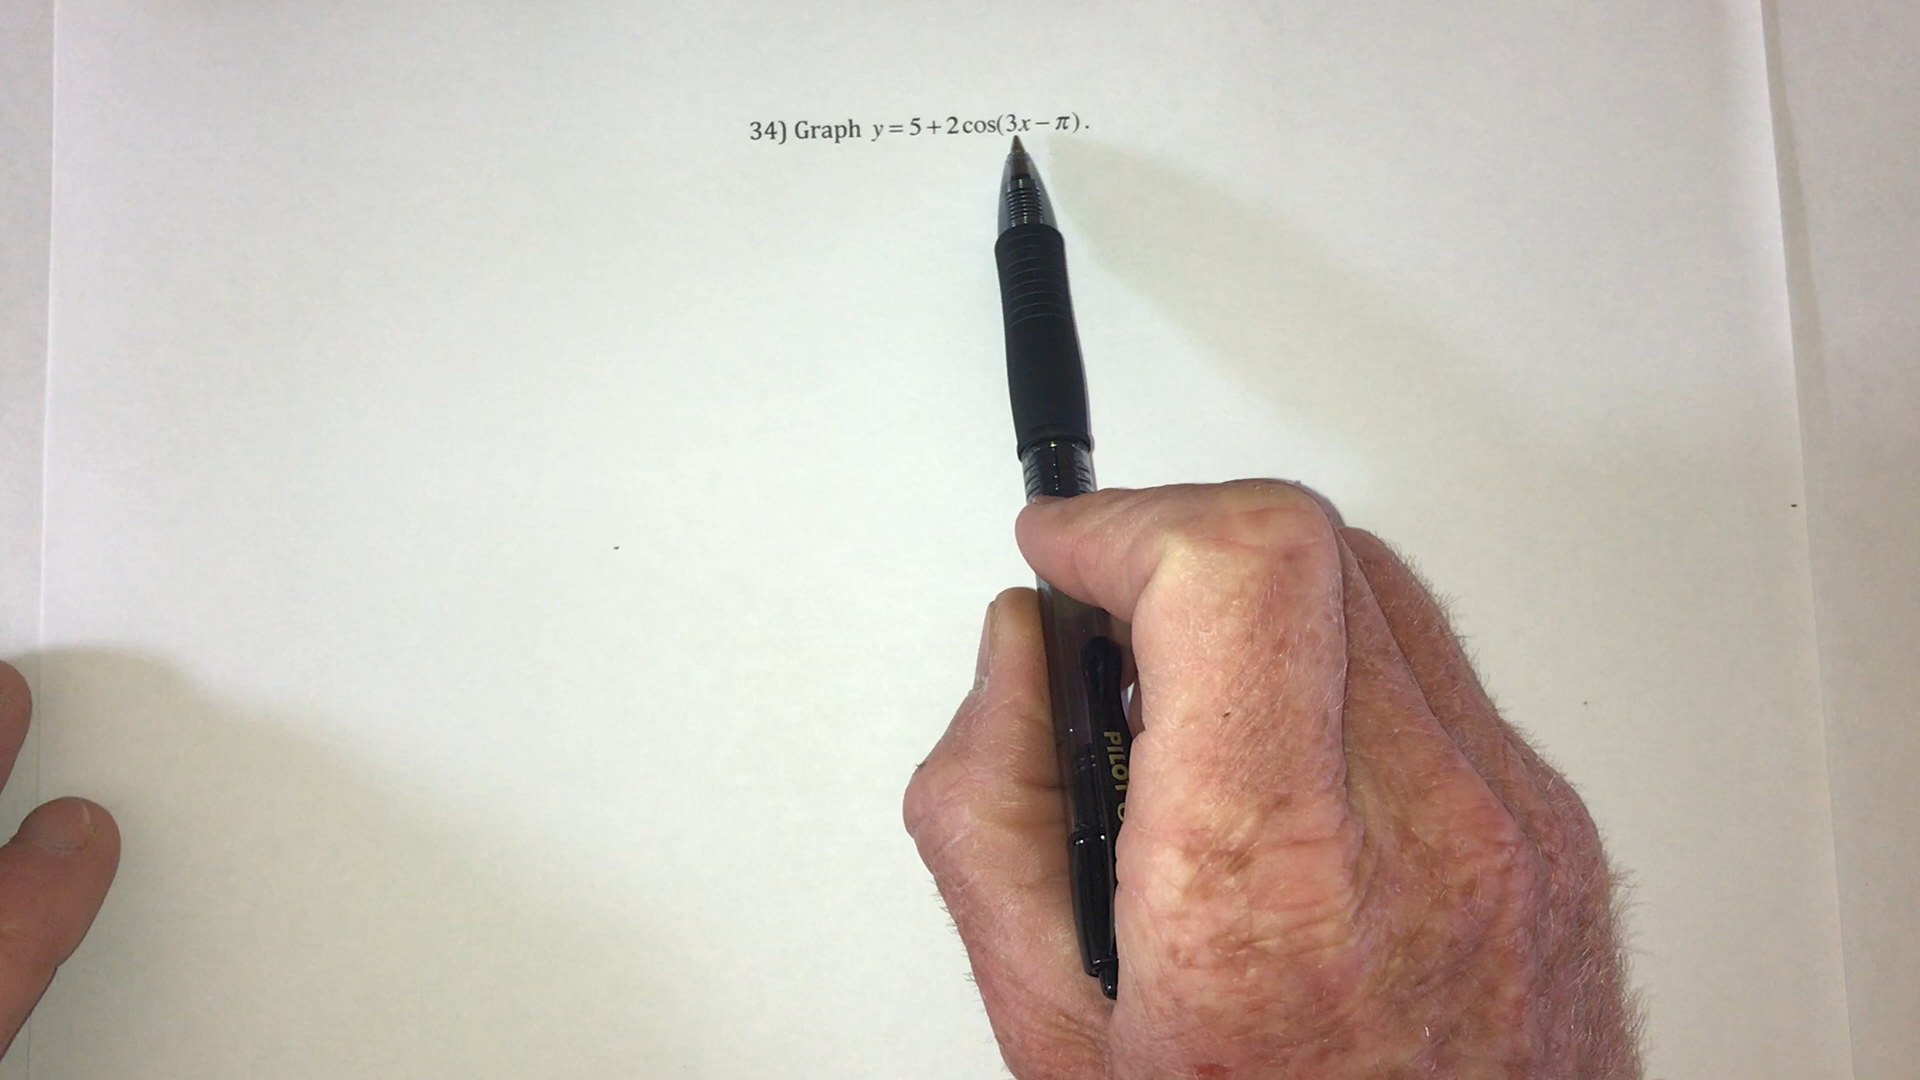 34) Graph y = 5 + 2 cos(3x − π).
PILOT